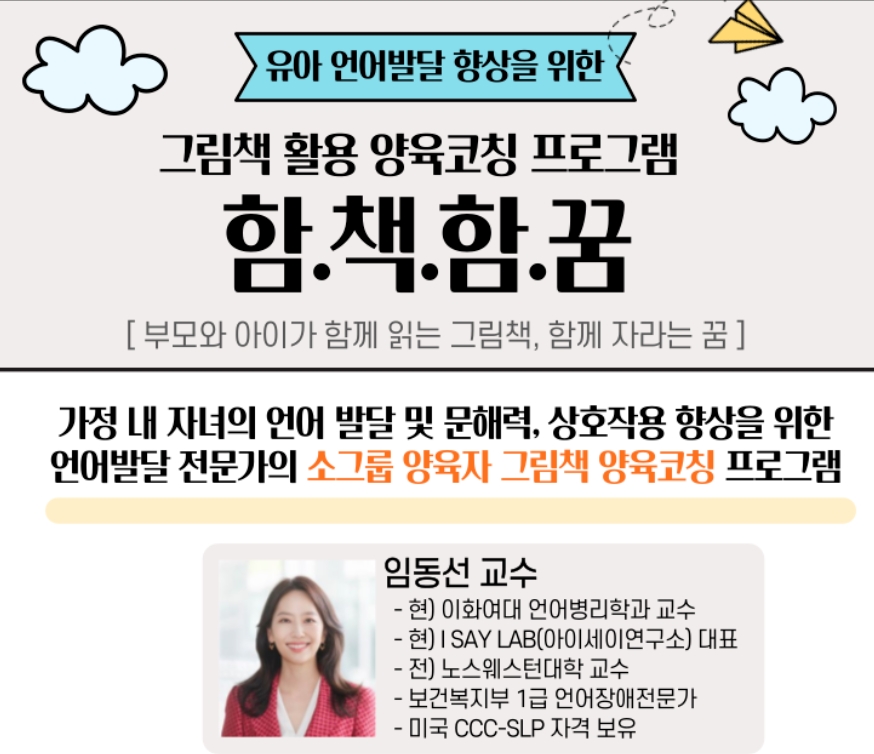 유아 언어발달 향상을 위한
그림책 활용 양육코칭 프로그램
함.책.함.꿈
[ 부모와 아이가 함께 읽는 그림책, 함께 자라는 꿈 ]
가정 내 자녀의 언어 발달 및 문해력, 상호작용 향상을 위한
언어발달 전문가의 소그룹 양육자 그림책 양육코칭 프로그램
임동선 교수
- 현) 이화여대 언어병리학과 교수
- 현) I SAY LAB(아이세이연구소) 대표
- 전) 노스웨스턴대학 교수
- 보건복지부 1급 언어장애전문가
- 미국 CCC-SLP 자격 보유